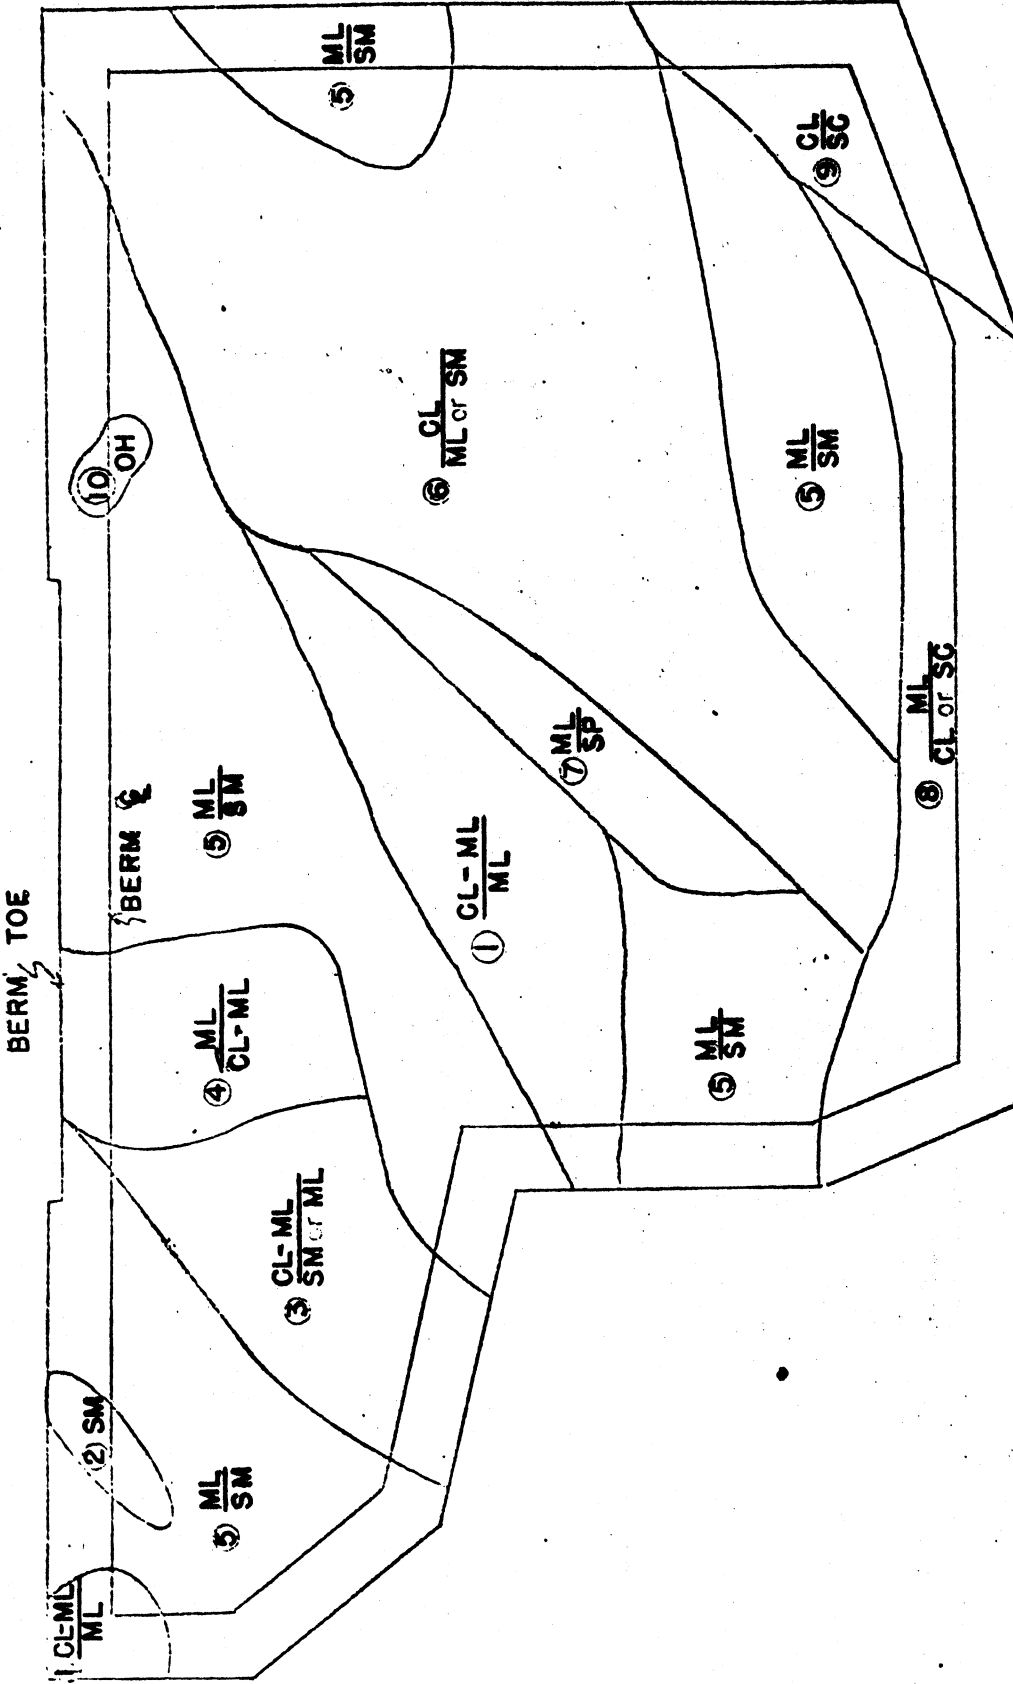 BERM TOE
BERM ℄
1 CL-ML
ML
② SM
⑤ ML
SM
③ CL-ML
SM or ML
④ ML
CL-ML
⑤ ML
SM
⑩ OH
① CL-ML
ML
⑤ ML
SM
⑦ ML
SP
⑥ CL
ML or SM
⑤ ML
SM
⑤ ML
SM
⑧ ML
CL or SC
⑨ CL
SC